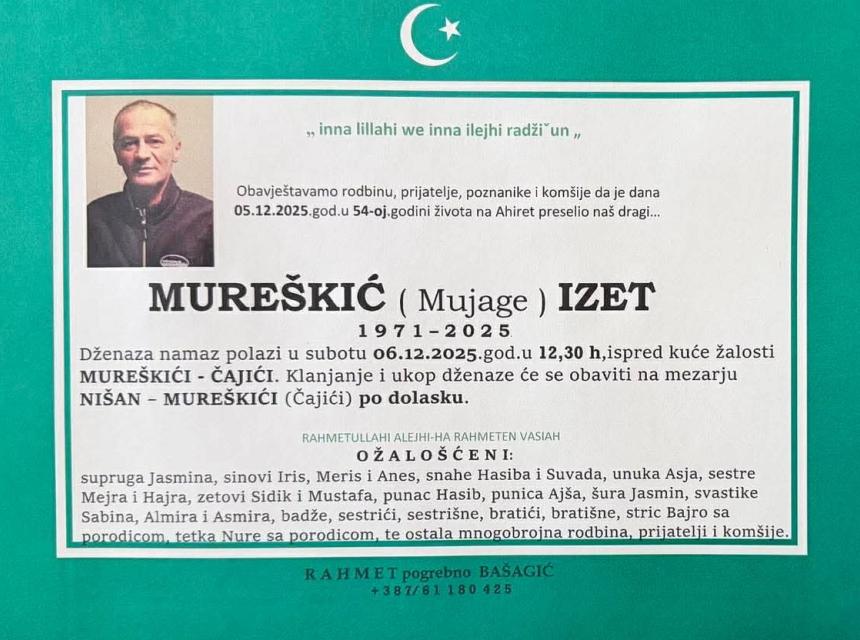 „ inna lillahi we inna ilejhi radžiˇun „
Obavještavamo rodbinu, prijatelje, poznanike i komšije da je dana
05.12.2025.god.u 54-oj.godini života na Ahiret preselio naš dragi...
MUREŠKIĆ ( Mujage ) IZET
1971-2025
Dženaza namaz polazi u subotu 06.12.2025.god.u 12,30 h,ispred kuće žalosti
MUREŠKIĆI - ČAJIĆI. Klanjanje i ukop dženaze će se obaviti na mezarju
NIŠAN – MUREŠKIĆI (Čajići) po dolasku.
RAHMETULLAHI ALEJHI-HA RAHMETEN VASIAH
OŽALOŠĆENI:
supruga Jasmina, sinovi Iris, Meris i Anes, snahe Hasiba i Suvada, unuka Asja, sestre
Mejra i Hajra, zetovi Sidik i Mustafa, punac Hasib, punica Ajša, šura Jasmin, svastike
Sabina, Almira i Asmira, badže, sestrići, sestrišne, bratići, bratišne, stric Bajro sa
porodicom, tetka Nure sa porodicom, te ostala mnogobrojna rodbina, prijatelji i komšije.
RAHMET pogrebno BAŠAGIĆ
+387/61 180 425